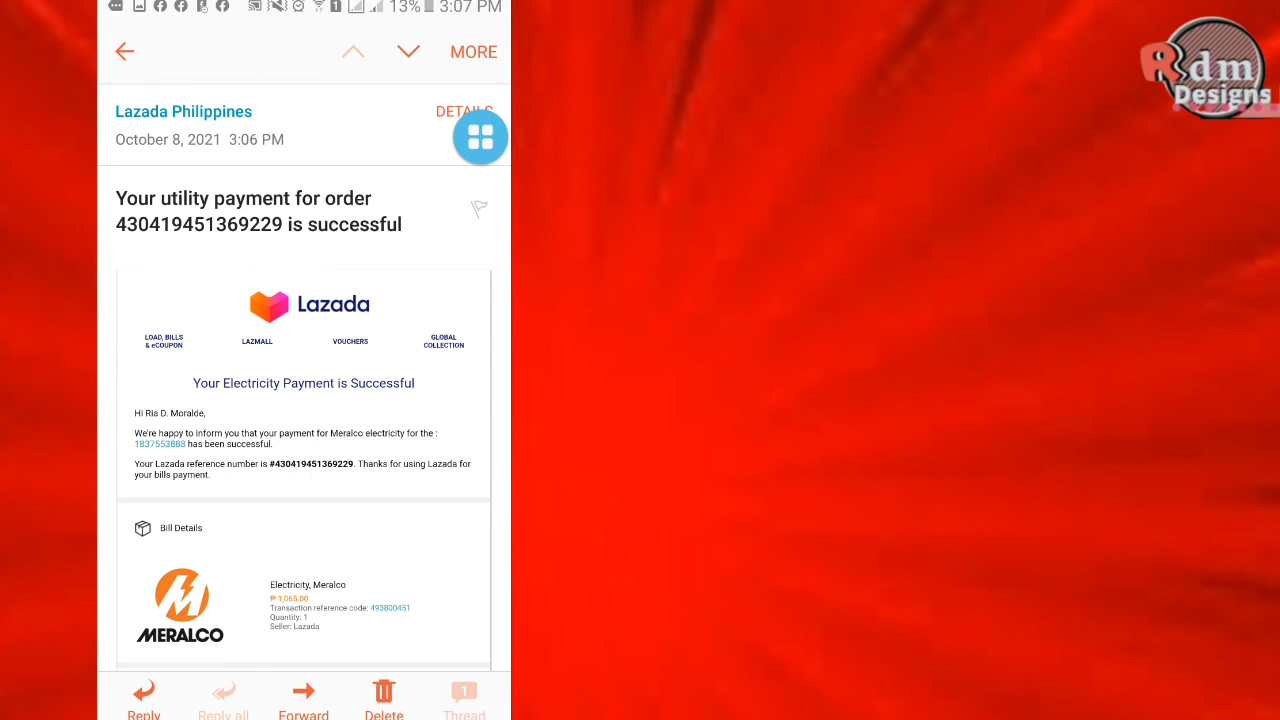 13% 3:07 PM
MORE
Lazada Philippines
DETAILS
October 8, 2021 3:06 PM
Your utility payment for order
430419451369229 is successful
Lazada
LOAD, BILLS
& eCOUPON
LAZMALL
VOUCHERS
GLOBAL
COLLECTION
Your Electricity Payment is Successful
Hi Ria D. Moralde,
We're happy to inform you that your payment for Meralco electricity for the :
1837553888 has been successful.
Your Lazada reference number is #430419451369229. Thanks for using Lazada for
your bills payment.
Bill Details
Electricity, Meralco
₱ 1,065.00
Transaction reference code: 493800451
Quantity: 1
Seller: Lazada
MERALCO
Reply
Reply all
Forward
Delete
1
Thread
Rdm
Designs